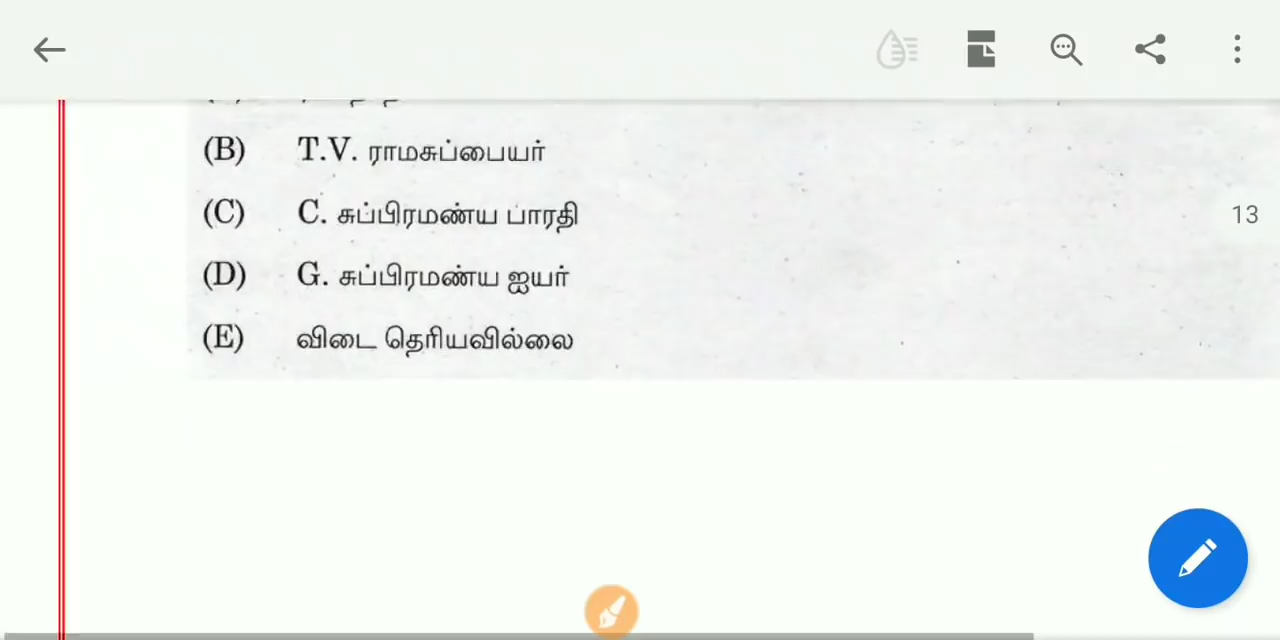 (B) T.V. ராமசுப்பையர்
(C) C. சுப்பிரமண்ய பாரதி
13
(D) G. சுப்பிரமண்ய ஐயர்
(E) விடை தெரியவில்லை